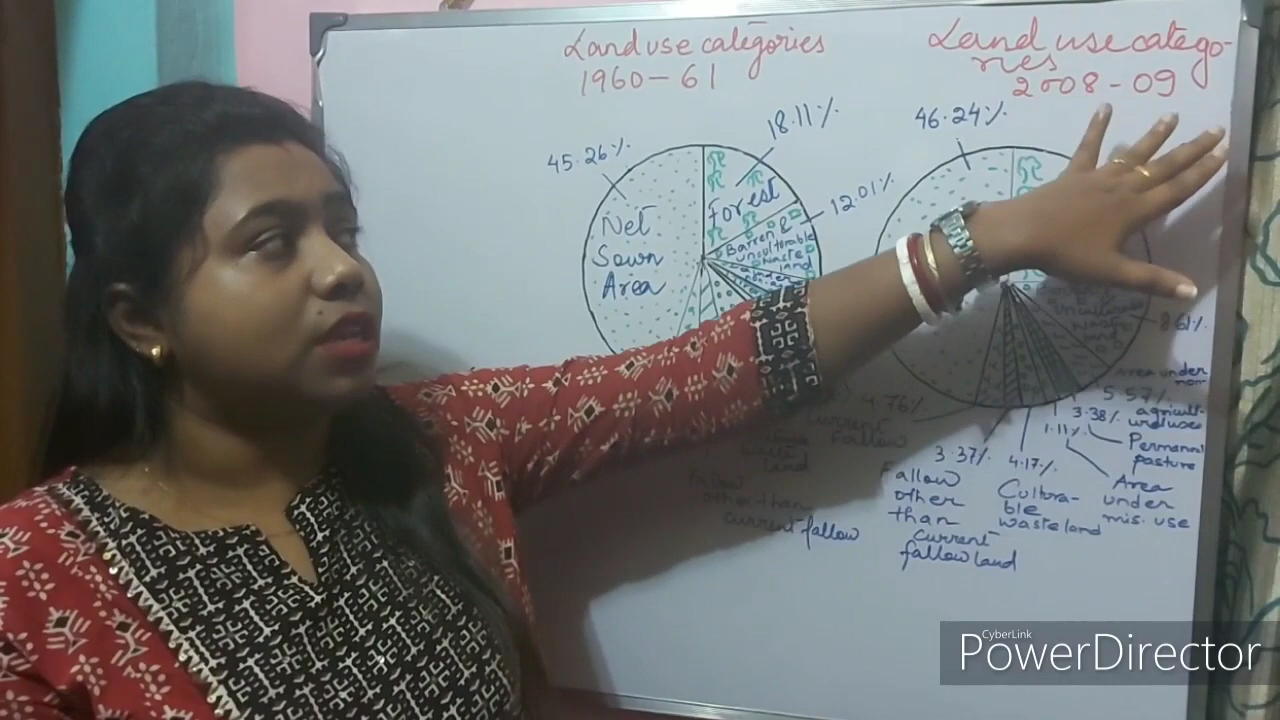 Land use categories
1960-61
45.26%
18.11%
12.01%
Net
Sown
Area
Forest
Barren &
unculturable
waste
land
Land use catego-
ries
2008-09
46.24%
8.61%
Area under
non-
5.57%
agricult-
ural uses
3.38%
Permanent
pasture
1.11%
Area
under
mis. use
4.17%
Cultura-
ble
wasteland
3.37%
Fallow
other
than
current
fallow land
4.76%
Current
Fallow
land
Fallow
other than
current fallow
CyberLink
PowerDirector